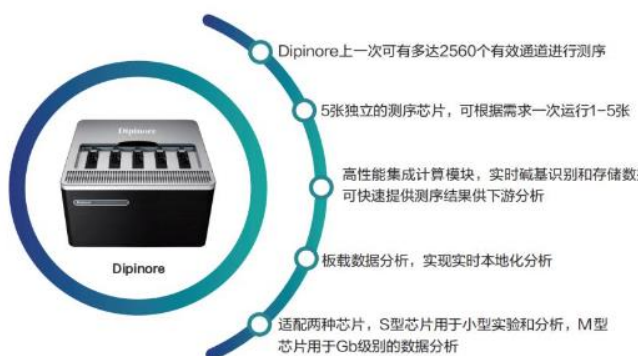 Dipinore上一次可有多达2560个有效通道进行测序
5张独立的测序芯片，可根据需求一次运行1-5张
Dipinore
高性能集成计算模块，实时碱基识别和存储数
可快速提供测序结果供下游分析
Dipinore
板载数据分析，实现实时本地化分析
适配两种芯片，S型芯片用于小型实验和分析，M型
芯片用于Gb级别的数据分析